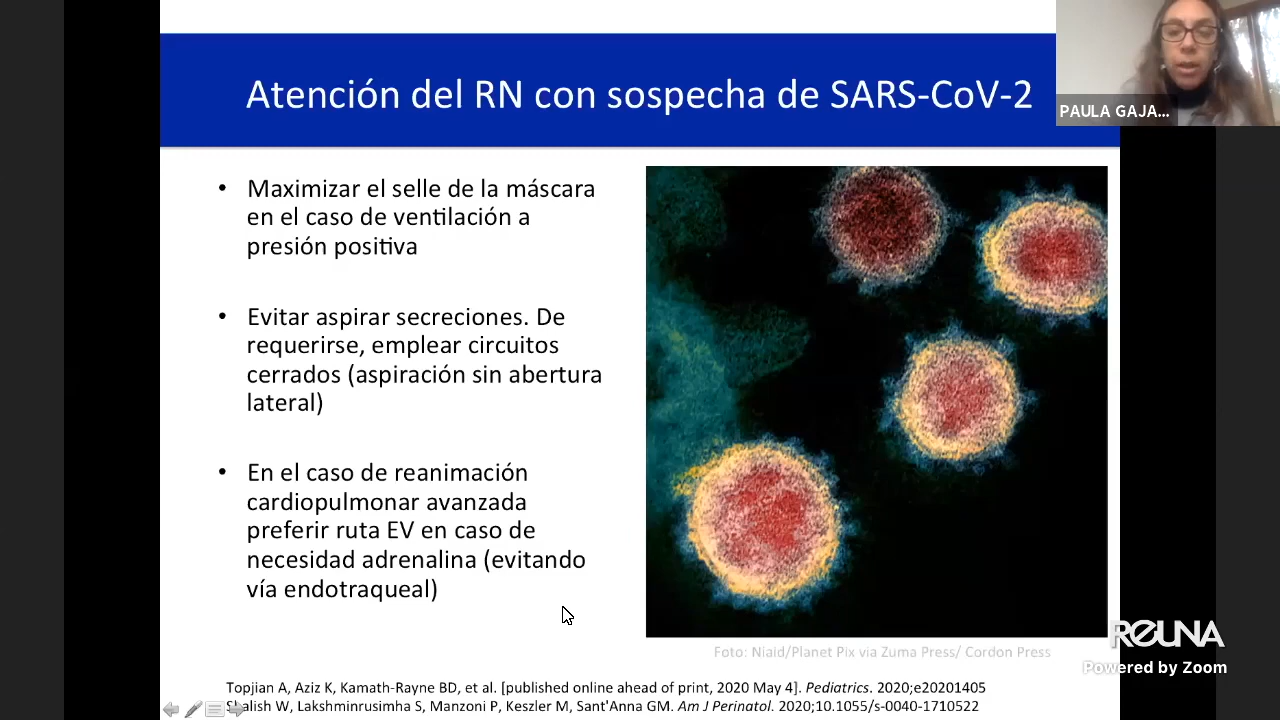 Atención del RN con sospecha de SARS-CoV-2
PAULA GAJA...
• Maximizar el selle de la máscara
en el caso de ventilación a
presión positiva
• Evitar aspirar secreciones. De
requerirse, emplear circuitos
cerrados (aspiración sin abertura
lateral)
• En el caso de reanimación
cardiopulmonar avanzada
preferir ruta EV en caso de
necesidad adrenalina (evitando
vía endotraqueal)
REUNA
Foto: Niaid/Planet Pix via Zuma Press/ Cordon Press
Powered by Zoom
Topjian A, Aziz K, Kamath-Rayne BD, et al. [published online ahead of print, 2020 May 4]. Pediatrics. 2020;e20201405
Shalish W, Lakshminrusimha S, Manzoni P, Keszler M, Sant'Anna GM. Am J Perinatol. 2020;10.1055/s-0040-1710522